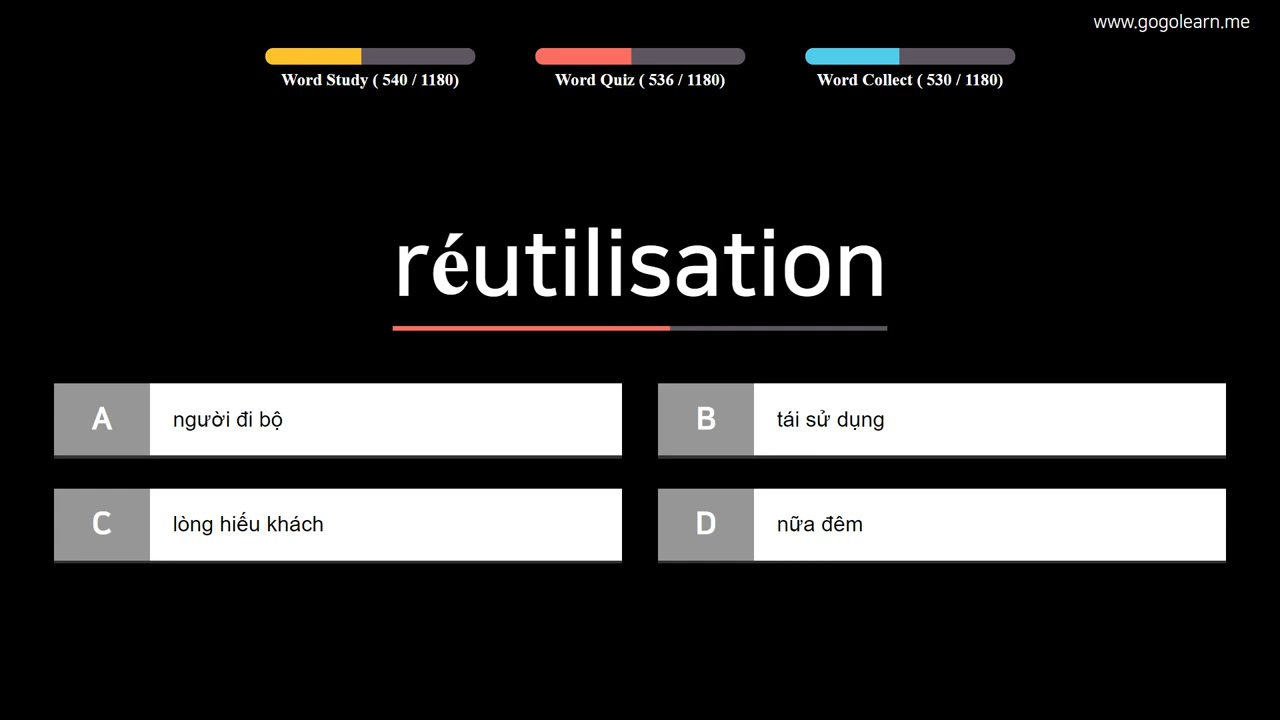 www.gogolearn.me
Word Study ( 540 / 1180)
Word Quiz ( 536 / 1180)
Word Collect ( 530 / 1180)
réutilisation
A người đi bộ
B tái sử dụng
C lòng hiếu khách
D nữa đêm